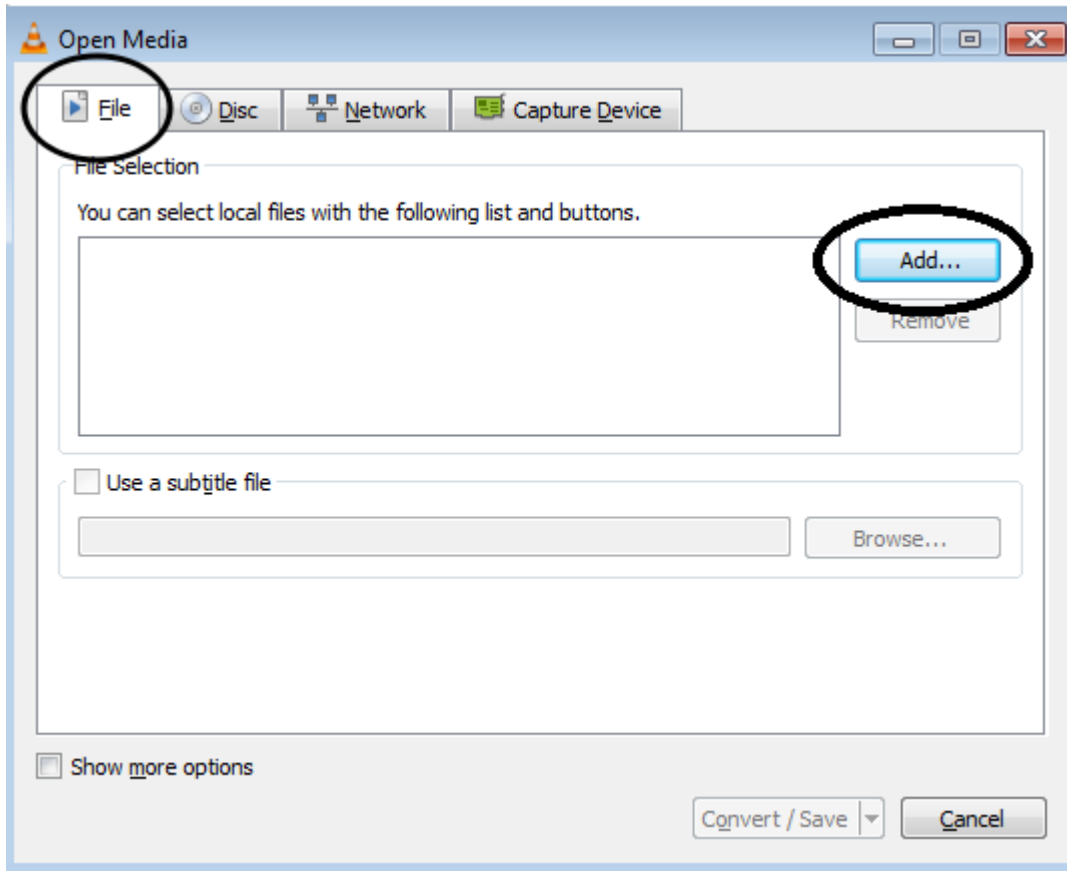 Open Media
File Disc Network Capture Device
File Selection
You can select local files with the following list and buttons.
Add...
Remove
Use a subtitle file
Browse...
Show more options
Convert / Save Cancel